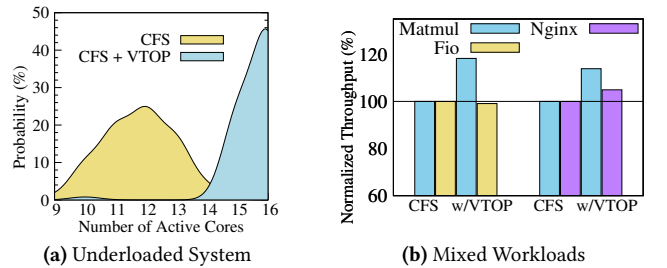 50
40
30
20
10
0
Probability (%)
CFS
CFS + VTOP
9 10 11 12 13 14 15 16
Number of Active Cores
(a) Underloaded System
Normalized Throughput (%)
120
100
80
60
Matmul
Fio
Nginx
CFS w/VTOP CFS w/VTOP
(b) Mixed Workloads